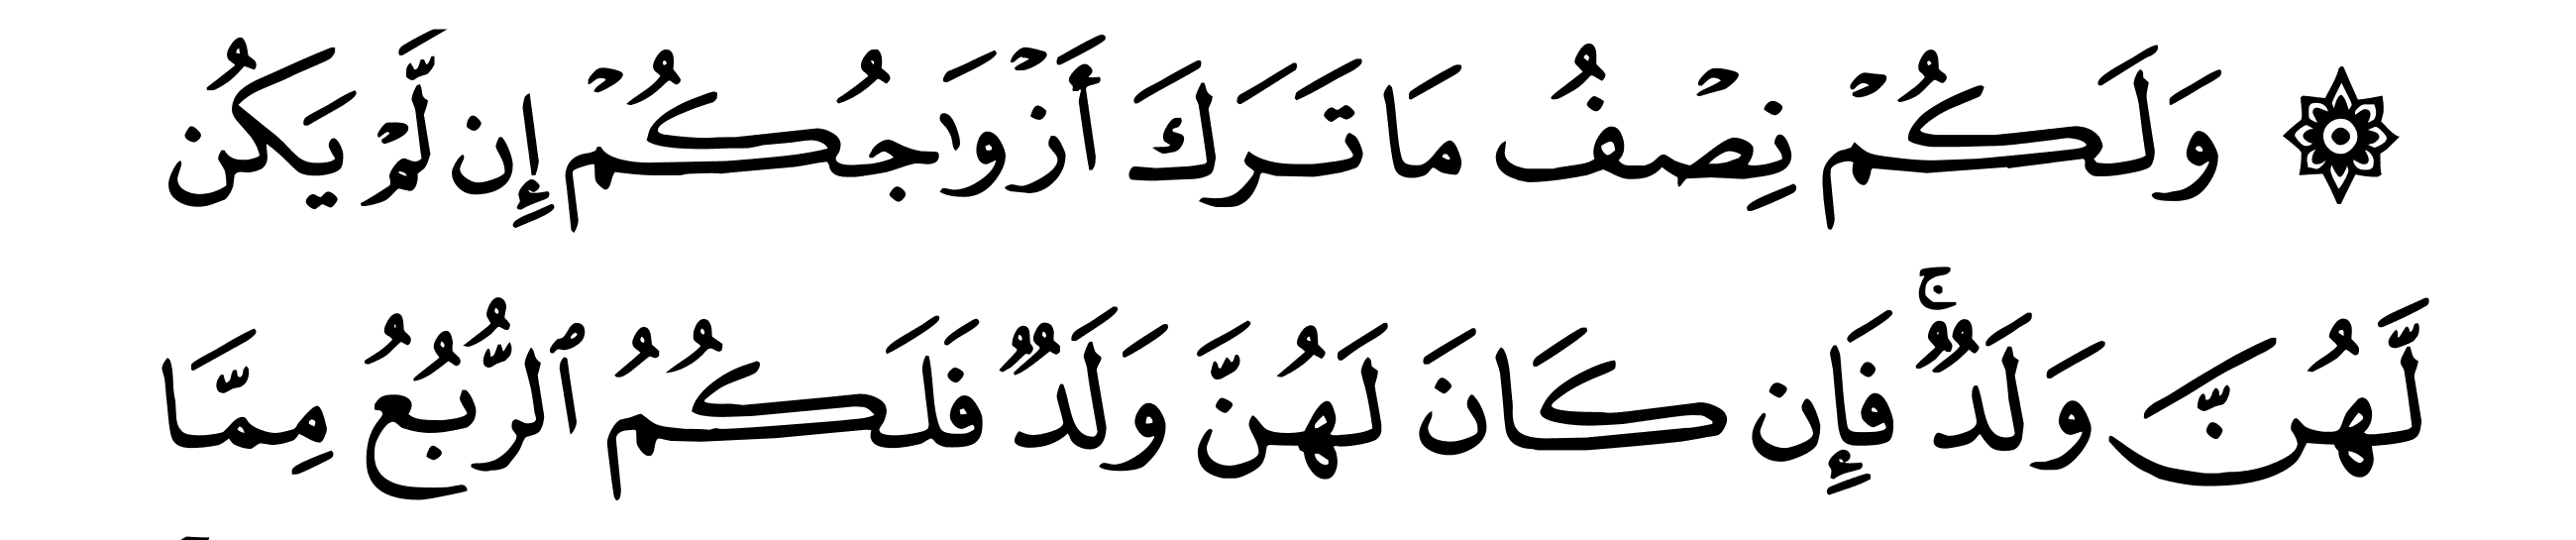 ۞ وَلَكُمۡ نِصۡفُ مَا تَرَكَ أَزۡوَٰجُكُمۡ إِن لَّمۡ يَكُن
لَّهُنَّ وَلَدٞۚ فَإِن كَانَ لَهُنَّ وَلَدٞ فَلَكُمُ ٱلرُّبُعُ مِمَّا